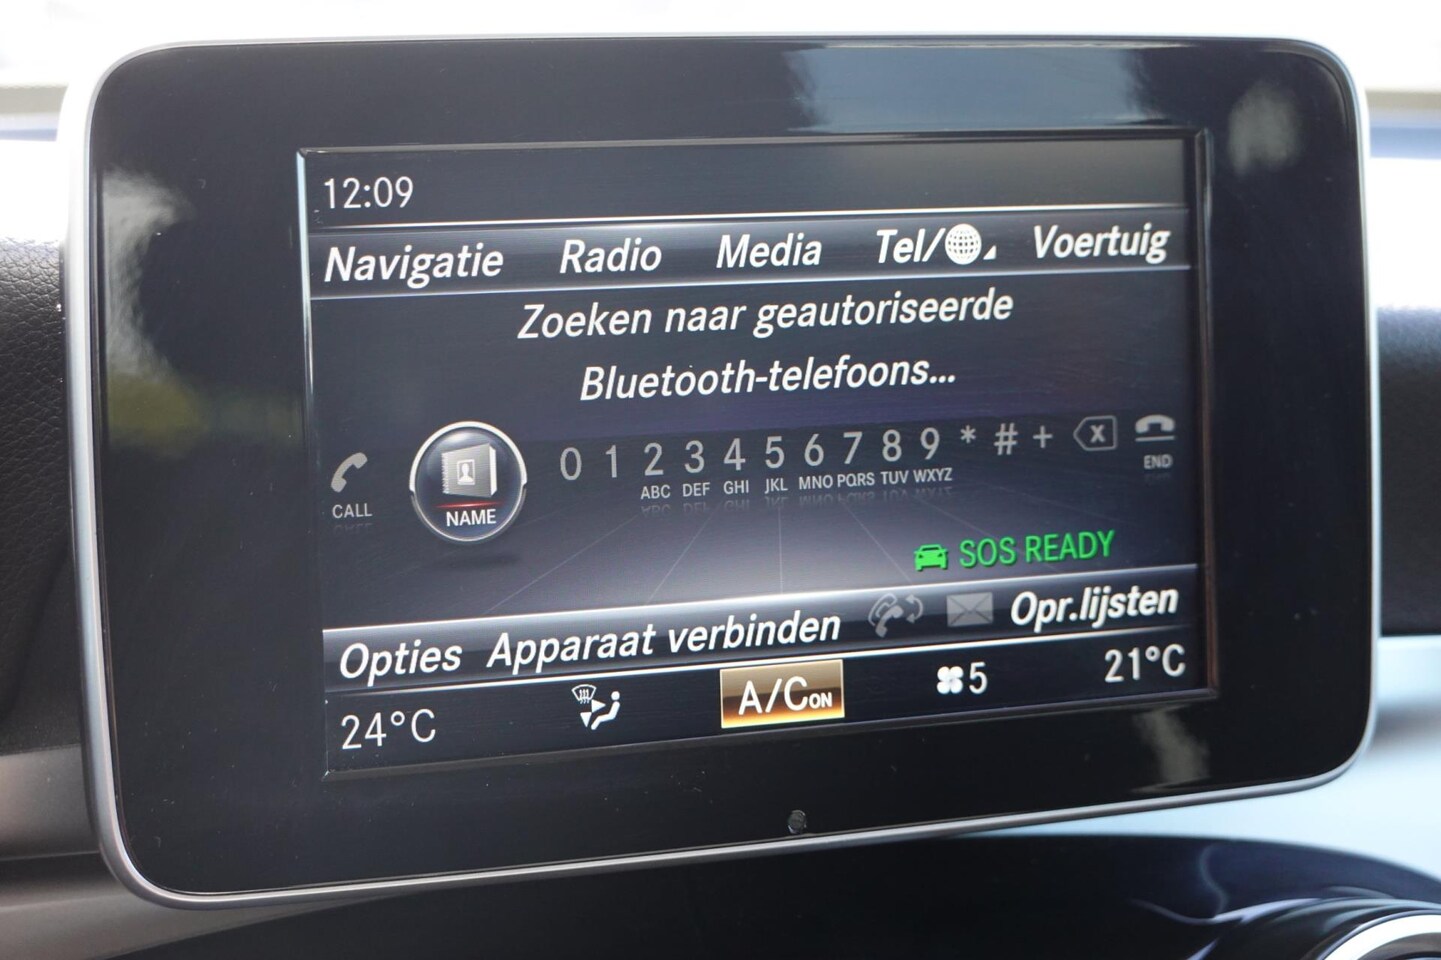 12:09
Navigatie Radio Media Tel/ Voertuig
Zoeken naar geautoriseerde
Bluetooth-telefoons...
0 1 2 3 4 5 6 7 8 9 * # + X
ABC DEF GHI JKL MNO PQRS TUV WXYZ
END
CALL
NAME
SOS READY
Opties Apparaat verbinden Opr.lijsten
24°C A/C ON 5 21°C